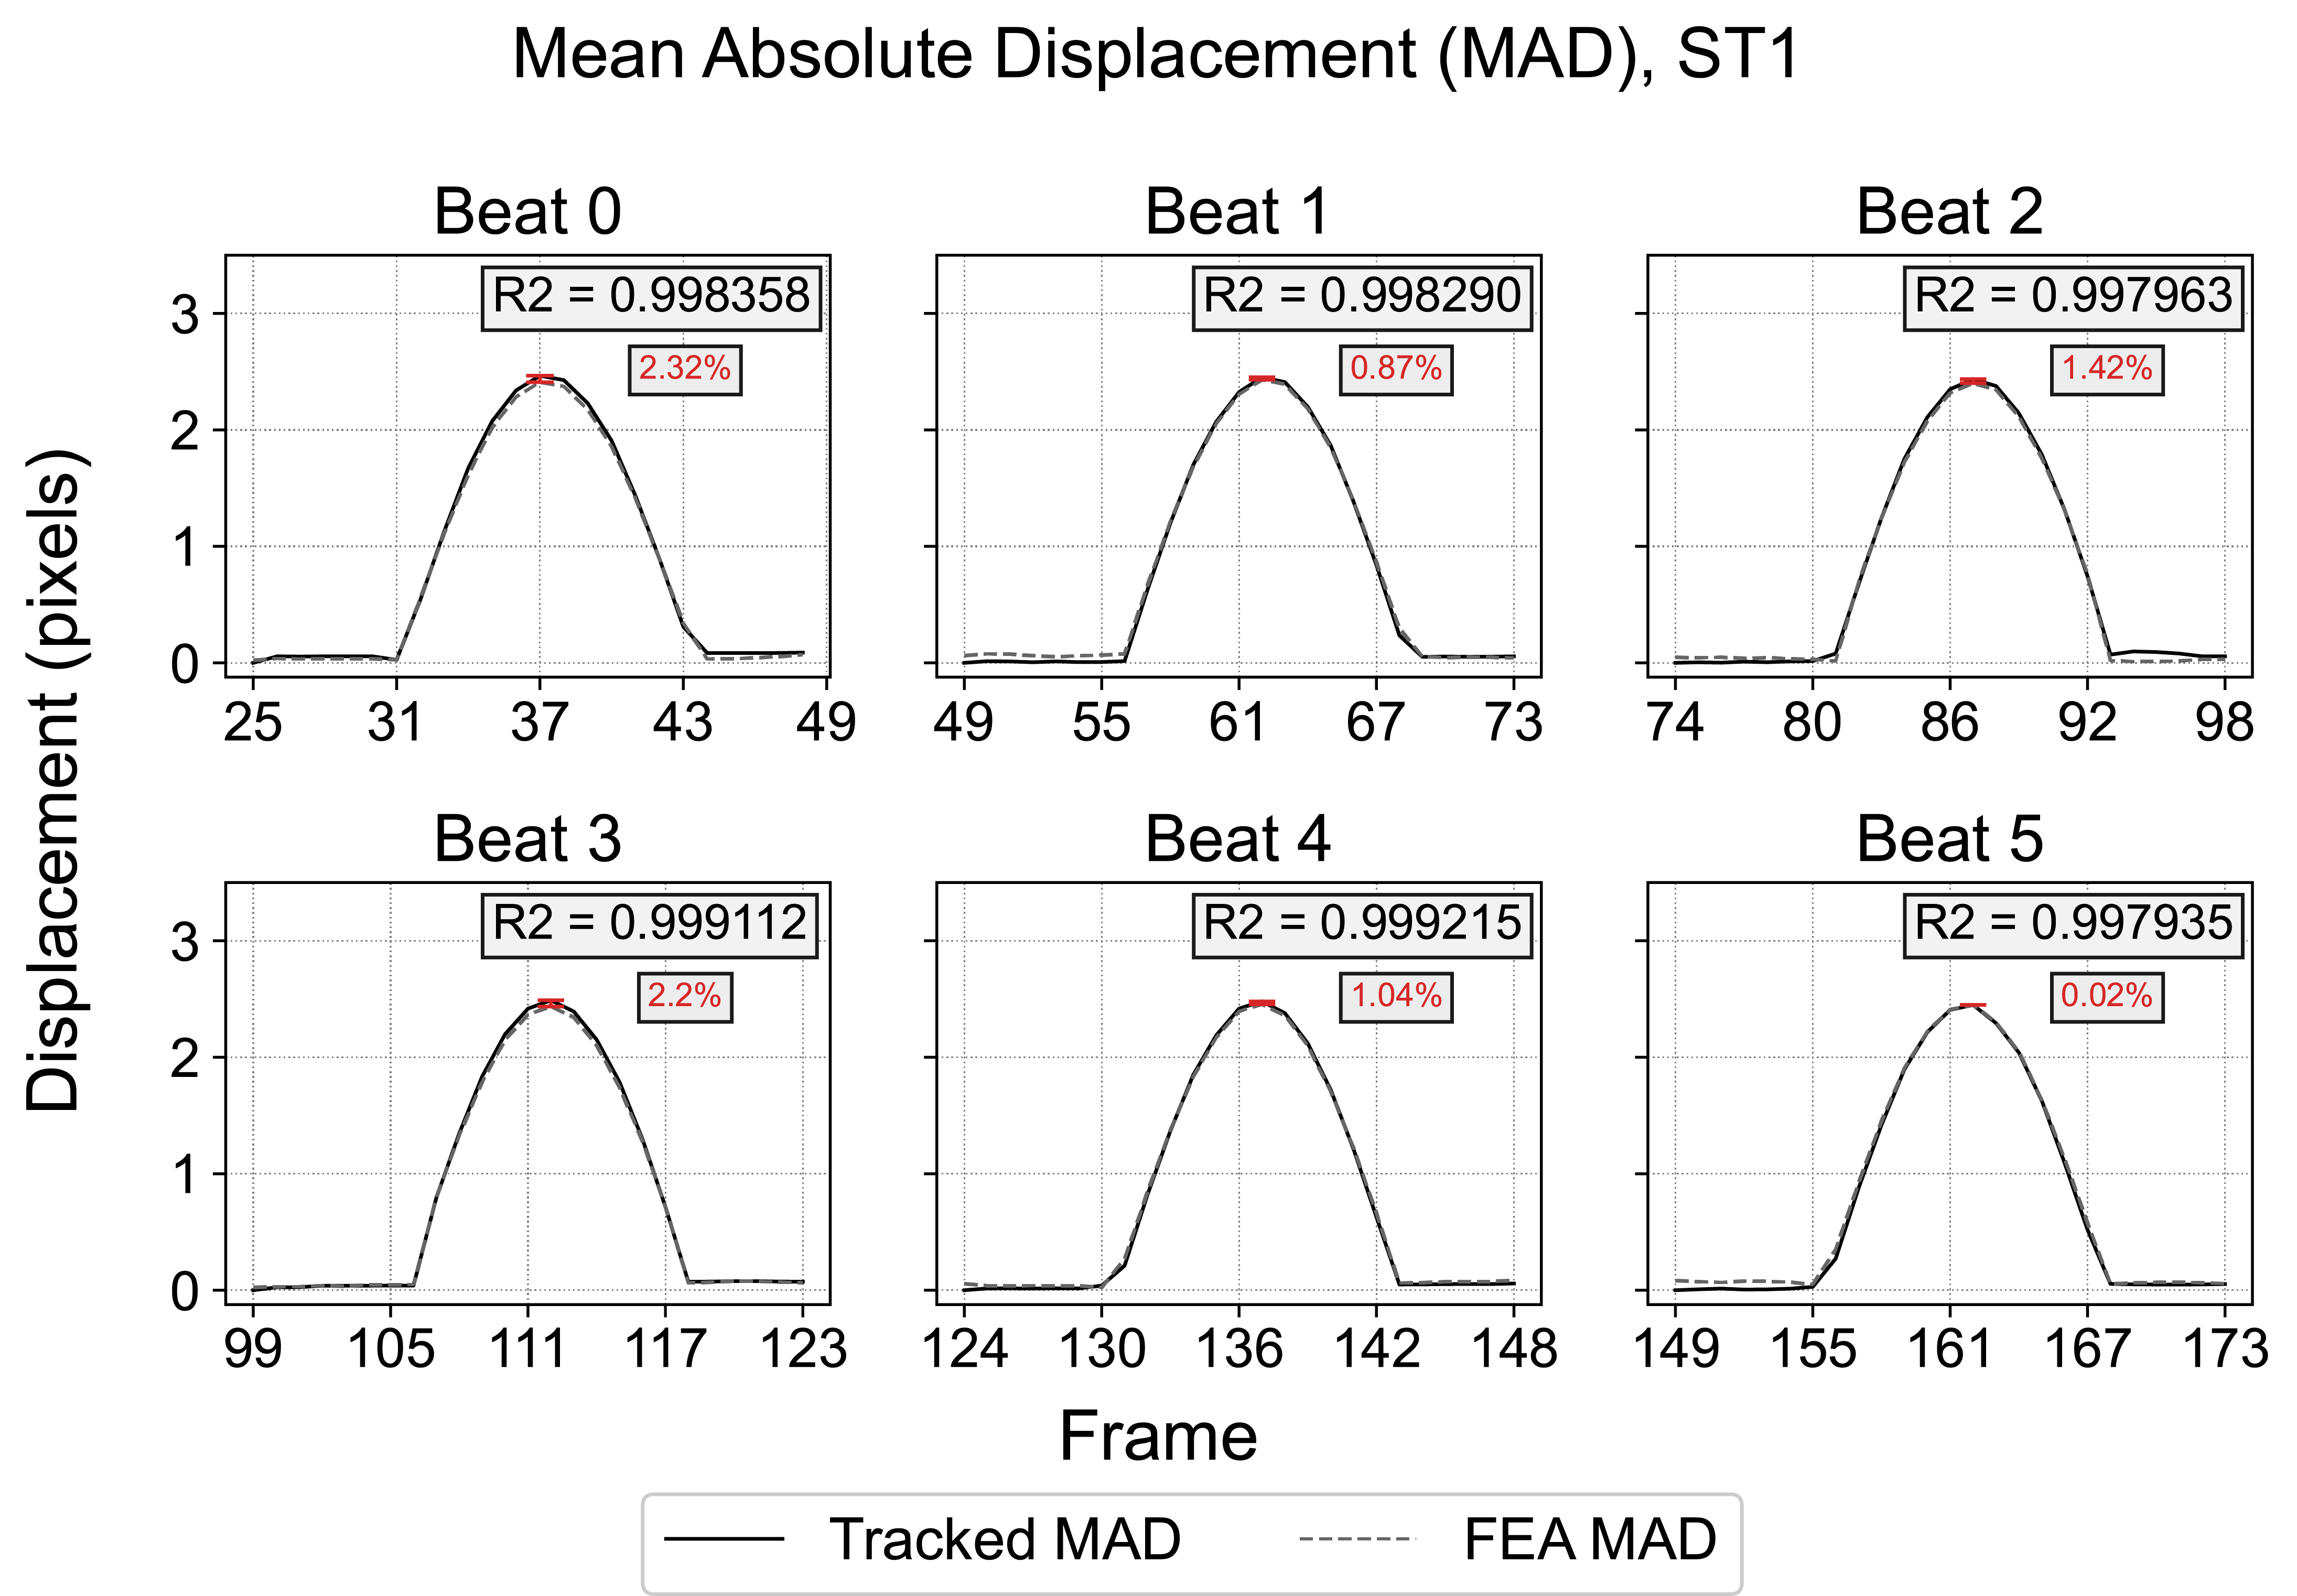 Mean Absolute Displacement (MAD), ST1
Displacement (pixels)
Beat 0
R2 = 0.998358
2.32%
3
2
1
0
25 31 37 43 49
Beat 1
R2 = 0.998290
0.87%
49 55 61 67 73
Beat 2
R2 = 0.997963
1.42%
74 80 86 92 98
Beat 3
R2 = 0.999112
2.2%
3
2
1
0
99 105 111 117 123
Beat 4
R2 = 0.999215
1.04%
124 130 136 142 148
Beat 5
R2 = 0.997935
0.02%
149 155 161 167 173
Frame
Tracked MAD
FEA MAD